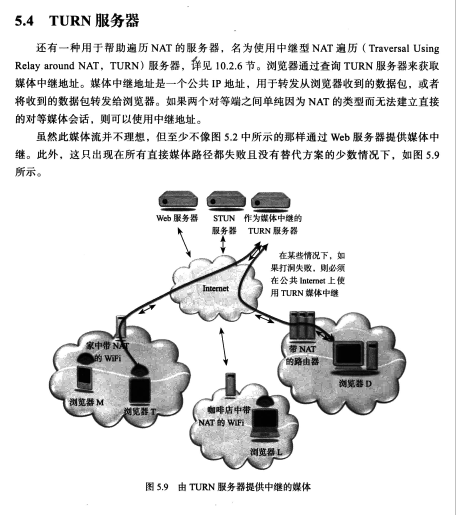 5.4 TURN 服务器
还有一种用于帮助遍历 NAT 的服务器，名为使用中继型 NAT 遍历（Traversal Using
Relay around NAT，TURN）服务器，详见 10.2.6 节。浏览器通过查询 TURN 服务器来获取
媒体中继地址。媒体中继地址是一个公共 IP 地址，用于转发从浏览器收到的数据包，或者
将收到的数据包转发给浏览器。如果两个对等端之间单纯因为 NAT 的类型而无法建立直接
的对等媒体会话，则可以使用中继地址。
虽然此媒体流并不理想，但至少不像图 5.2 中所示的那样通过 Web 服务器提供媒体中
继。此外，这只出现在所有直接媒体路径都失败且没有替代方案的少数情况下，如图 5.9
所示。
Web 服务器
STUN
服务器
作为媒体中继的
TURN 服务器
在某些情况下，如
果打洞失败，则必须
在公共 Internet 上使
用 TURN 媒体中继
Internet
家中带 NAT
的 WiFi
浏览器 M
浏览器 T
带 NAT
的路由器
浏览器 D
咖啡店中带
NAT 的 WiFi
浏览器 L
图 5.9 由 TURN 服务器提供中继的媒体